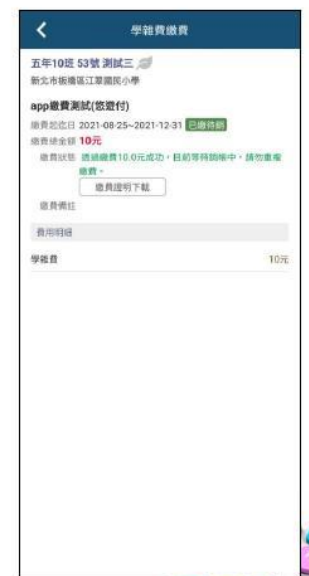 學雜費繳費
五年10班 53號 測試三
新北市板橋區江翠國民小學
app繳費測試(悠遊付)
繳費起迄日 2021-08-25~2021-12-31 已繳待銷
繳費總金額 10元
繳費狀態 透過繳費10.0元成功，目前等待銷帳中，請勿重複
繳費。
繳費證明下載
繳費備註
費用明細
學雜費 10元